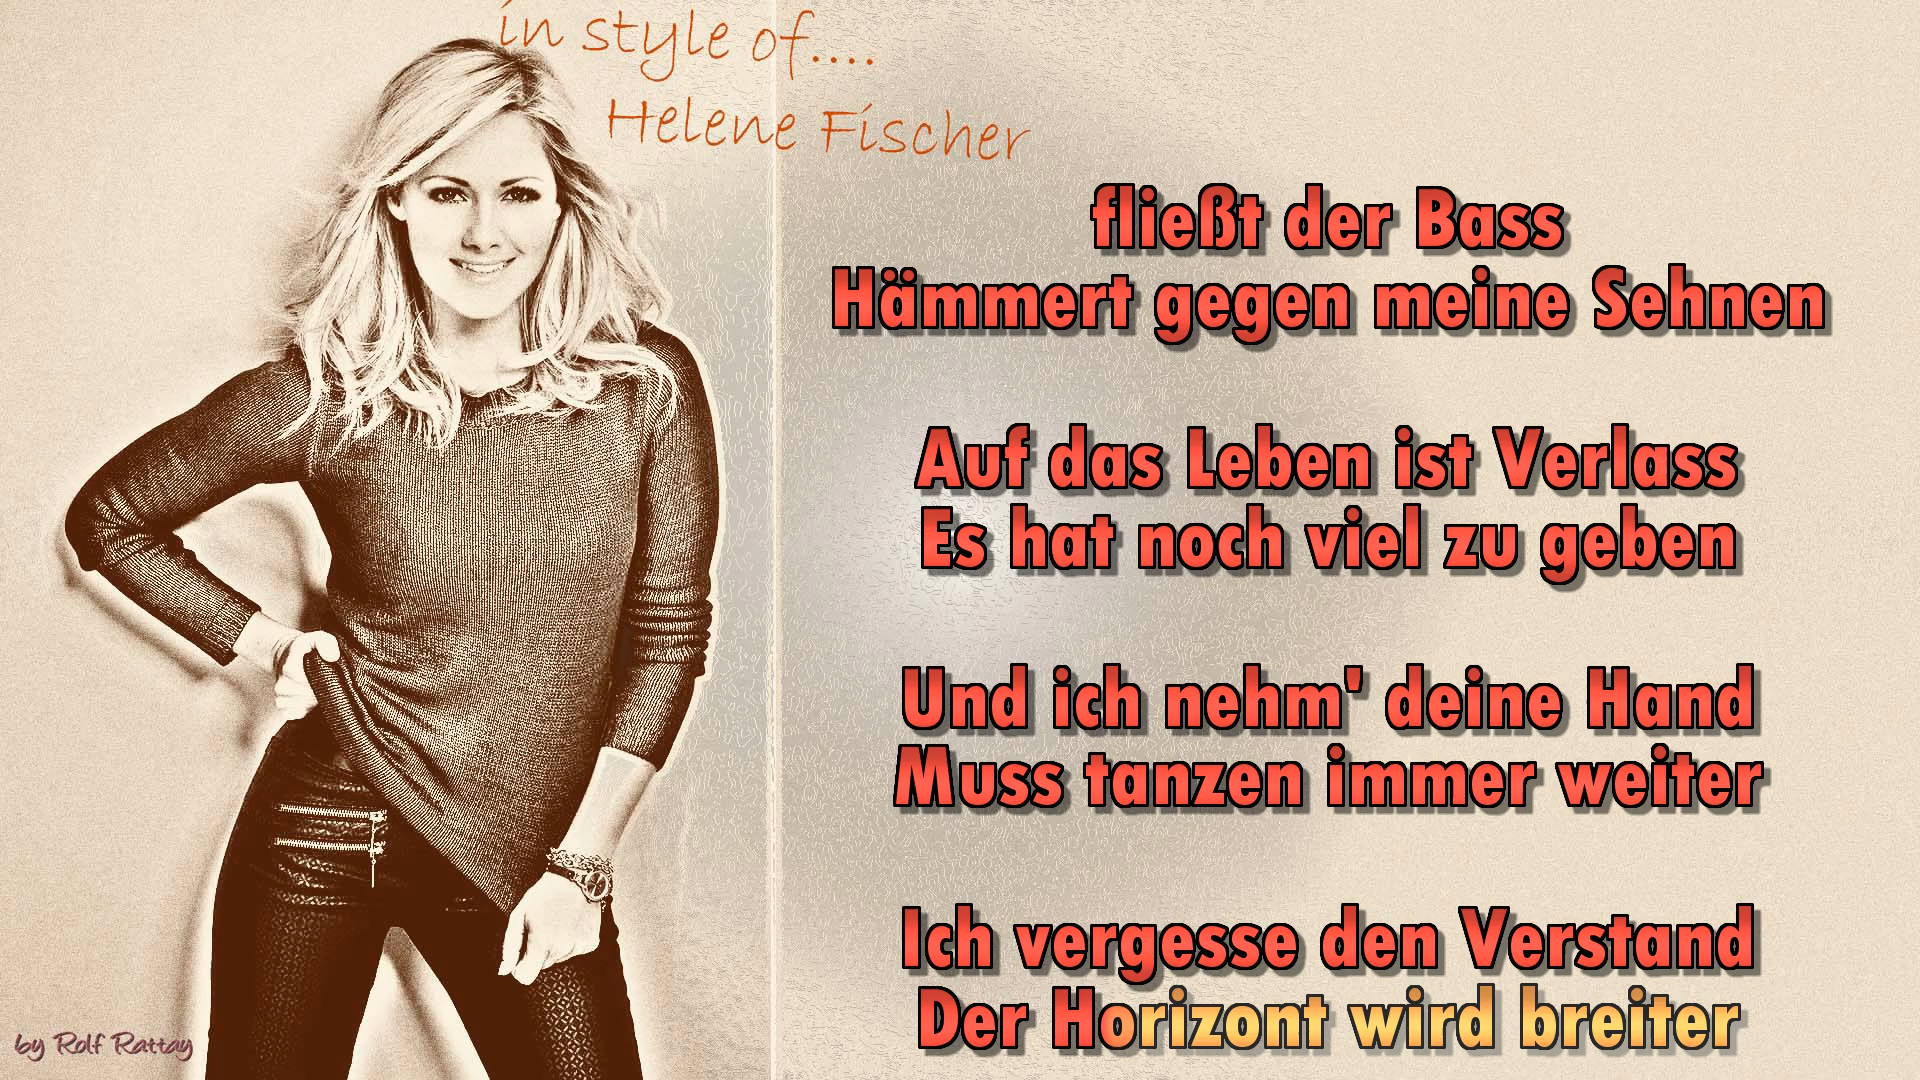 in style of....
Helene Fischer
fließt der Bass
Hämmert gegen meine Sehnen
Auf das Leben ist Verlass
Es hat noch viel zu geben
Und ich nehm' deine Hand
Muss tanzen immer weiter
Ich vergesse den Verstand
Der Horizont wird breiter
by Rolf Rattay